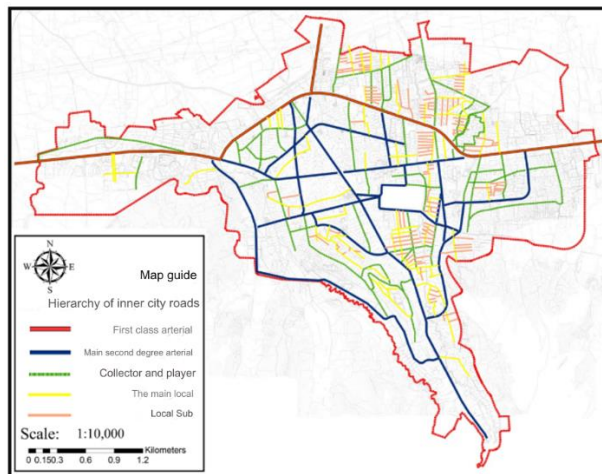 N
W E
S
Map guide
Hierarchy of inner city roads
First class arterial
Main second degree arterial
Collector and player
The main local
Local Sub
Scale: 1:10,000
Kilometers
0 0.150.3 0.6 0.9 1.2